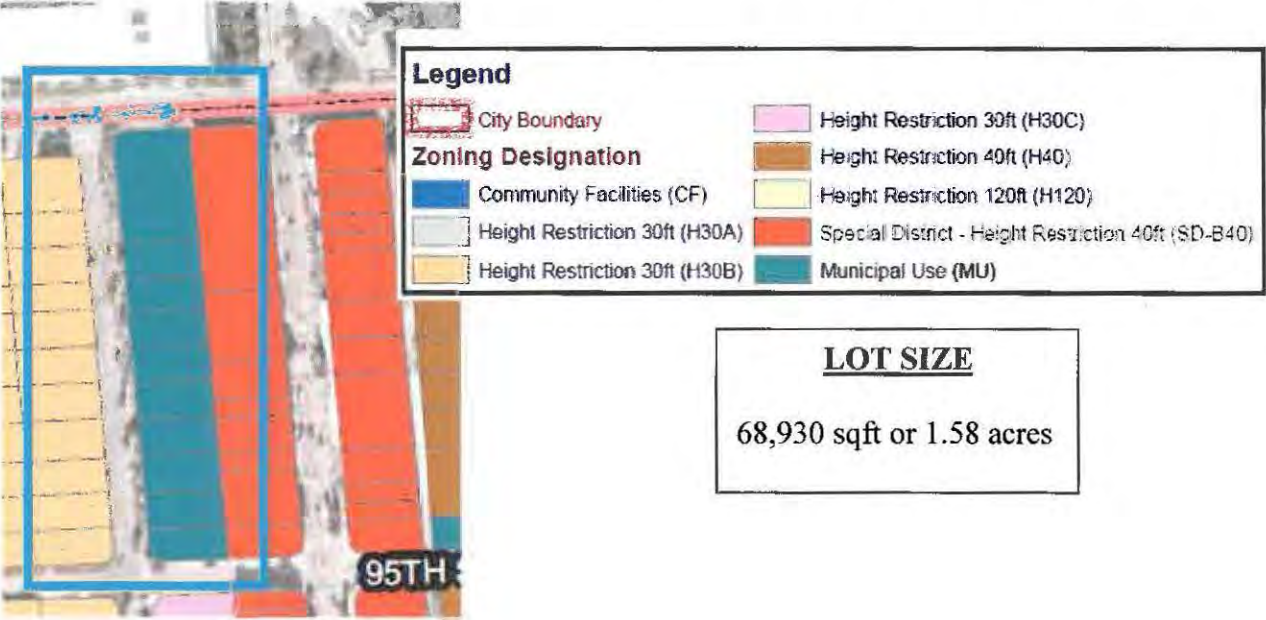 Legend
City Boundary
Zoning Designation
Community Facilities (CF)
Height Restriction 30ft (H30A)
Height Restriction 30ft (H30B)
Height Restriction 30ft (H30C)
Height Restriction 40ft (H40)
Height Restriction 120ft (H120)
Special District - Height Restriction 40ft (SD-B40)
Municipal Use (MU)
LOT SIZE
68,930 sqft or 1.58 acres
95TH